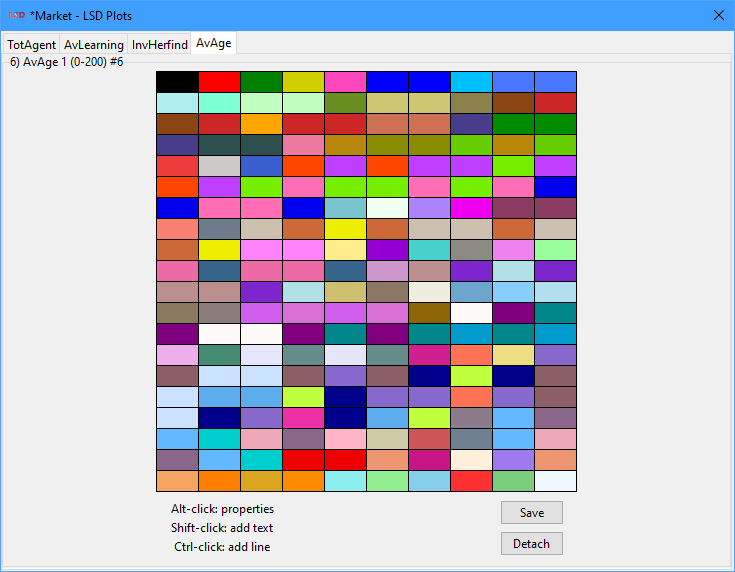 LSD *Market - LSD Plots
TotAgent AvLearning InvHerfind AvAge
6) AvAge 1 (0-200) #6
Alt-click: properties
Shift-click: add text
Ctrl-click: add line
Save
Detach